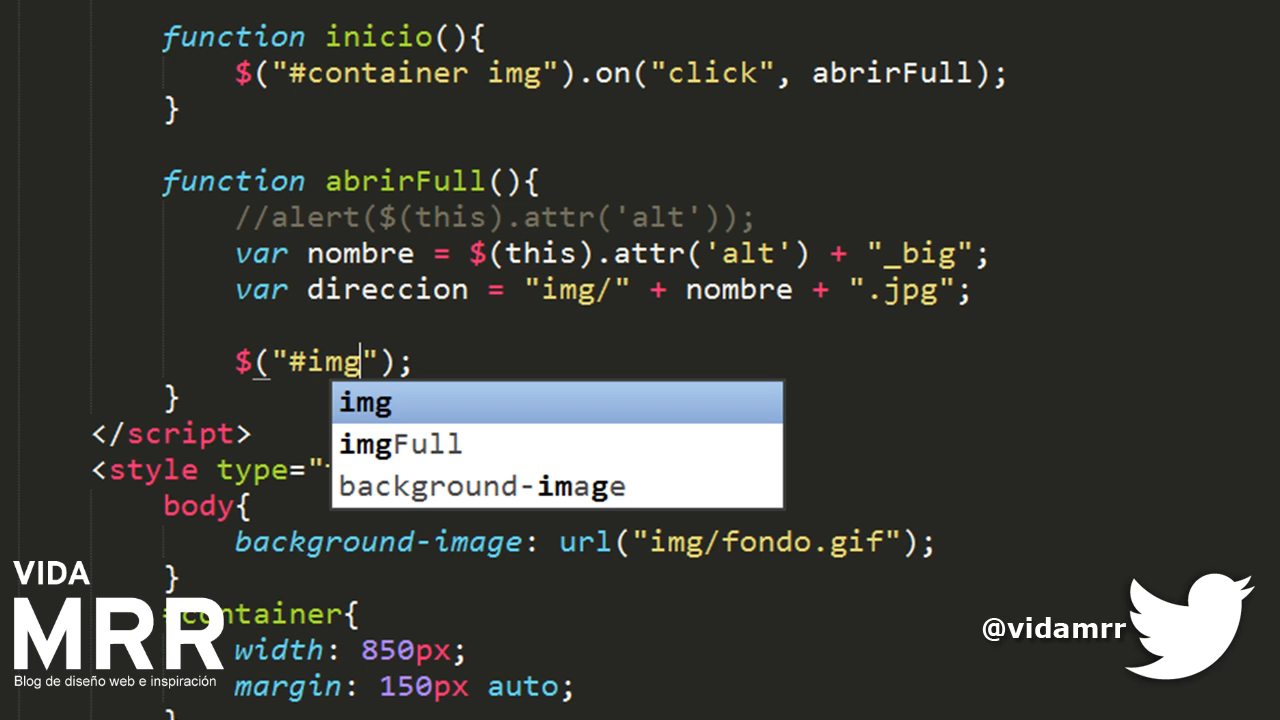 function inicio(){
$("#container img").on("click", abrirFull);
}
function abrirFull(){
//alert($(this).attr('alt'));
var nombre = $(this).attr('alt') + "_big";
var direccion = "img/" + nombre + ".jpg";
$("#img");
}
img
imgFull
background-image
</script>
<style type="
body{
background-image: url("img/fondo.gif");
}
#container{
width: 850px;
margin: 150px auto;
}
VIDA
MRR
Blog de diseño web e inspiración
@vidamrr